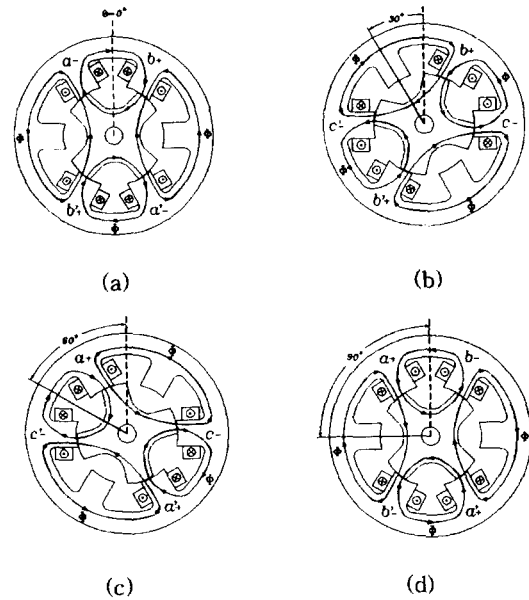 θ=0°
a- b+
Φ Φ
b'+ a'-
Φ
(a)
30°
Φ b+
c'- c-
Φ
b'+ Φ
(b)
60°
a+ Φ
c'- c-
Φ
a'+
Φ
(c)
90°
a+ b-
Φ Φ
b'- a'+
Φ
(d)